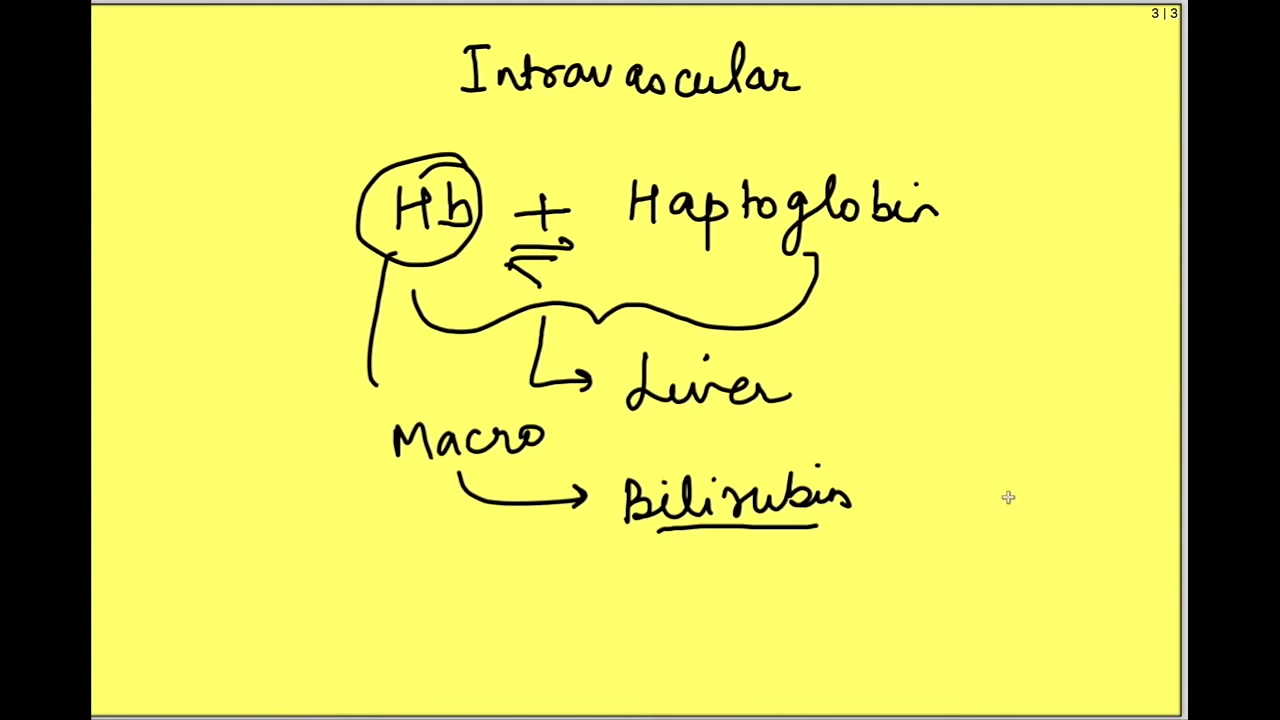 3 | 3
Intravascular
Hb + Haptoglobin
Liver
Macro
Bilirubin